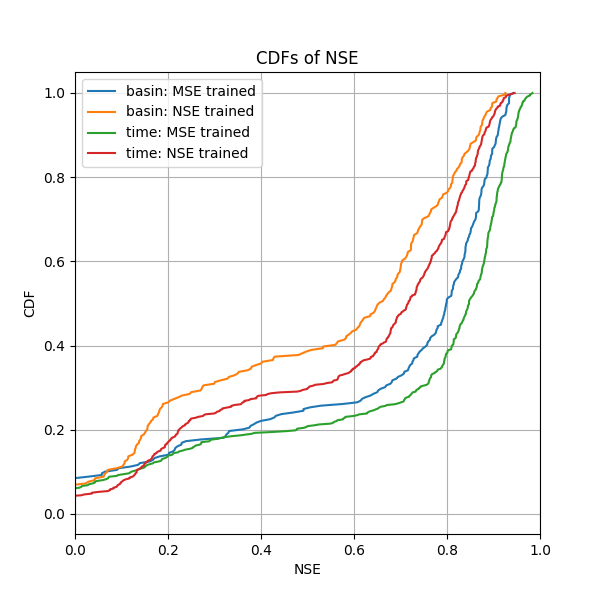 CDFs of NSE
basin: MSE trained
basin: NSE trained
time: MSE trained
time: NSE trained
1.0
0.8
0.6
0.4
0.2
0.0
CDF
0.0 0.2 0.4 0.6 0.8 1.0
NSE